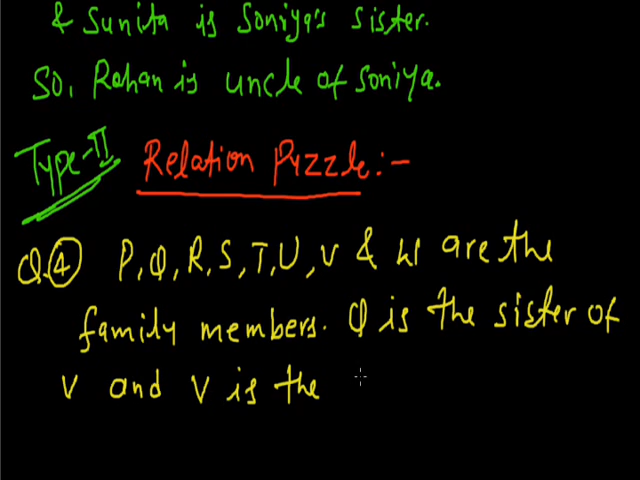 & Sunita is Soniya's sister.
So, Rohan is uncle of soniya.
Type-II Relation Puzzle:-
Q.④ P, Q, R, S, T, U, V & W are the
family members. Q is the sister of
V and V is the